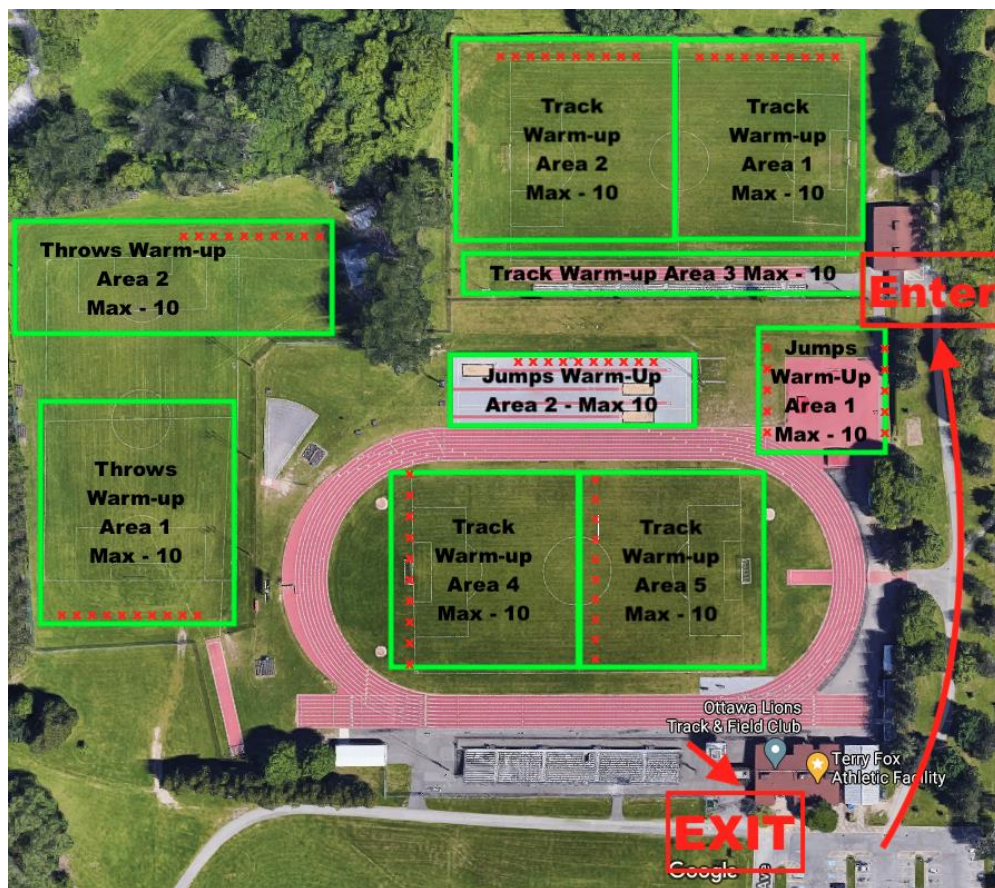 Track
Warm-up
Area 2
Max - 10
Track
Warm-up
Area 1
Max - 10
Throws Warm-up
Area 2
Max - 10
Track Warm-up Area 3 Max - 10
Enter
Jumps Warm-Up
Area 2 - Max 10
Jumps
Warm-Up
Area 1
Max - 10
Throws
Warm-up
Area 1
Max - 10
Track
Warm-up
Area 4
Max - 10
Track
Warm-up
Area 5
Max - 10
Ottawa Lions
Track & Field Club
Terry Fox
Athletic Facility
EXIT
Google
Ave